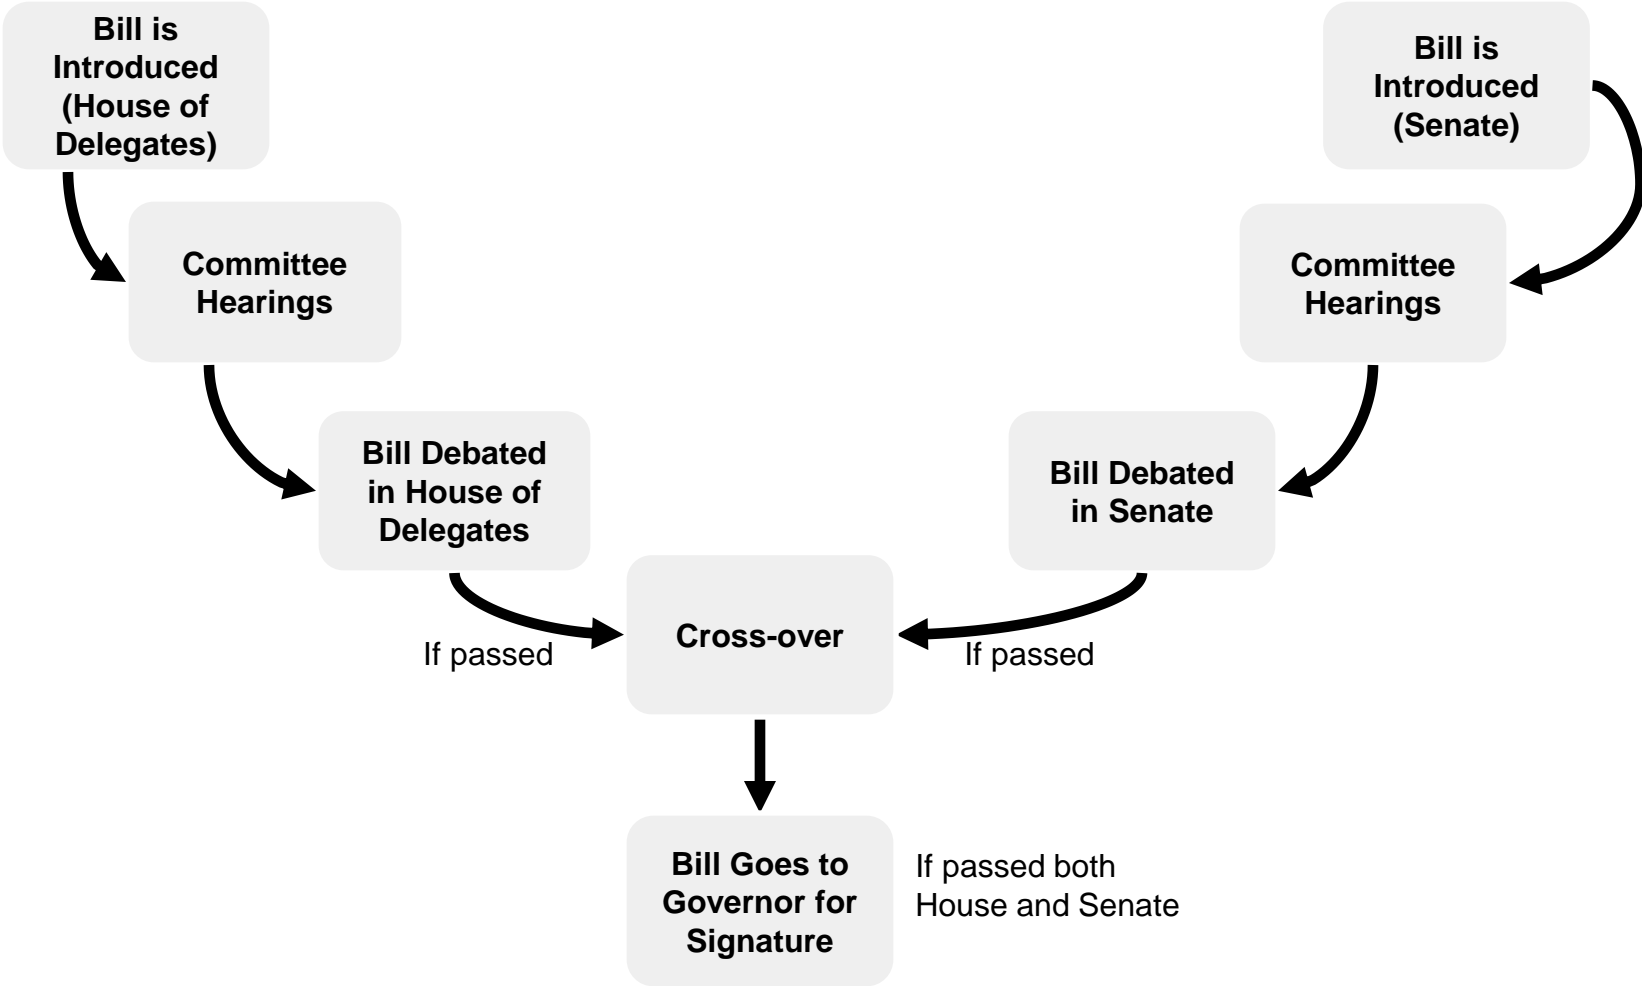 Bill is
Introduced
(House of
Delegates)
Bill is
Introduced
(Senate)
Committee
Hearings
Committee
Hearings
Bill Debated
in House of
Delegates
Bill Debated
in Senate
If passed
Cross-over
If passed
Bill Goes to
Governor for
Signature
If passed both
House and Senate